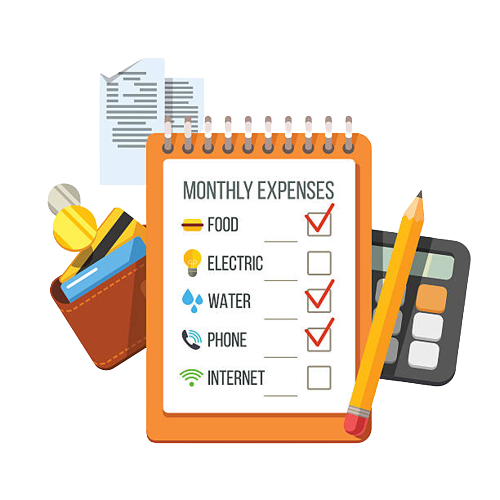 MONTHLY EXPENSES
FOOD
ELECTRIC
WATER
PHONE
INTERNET